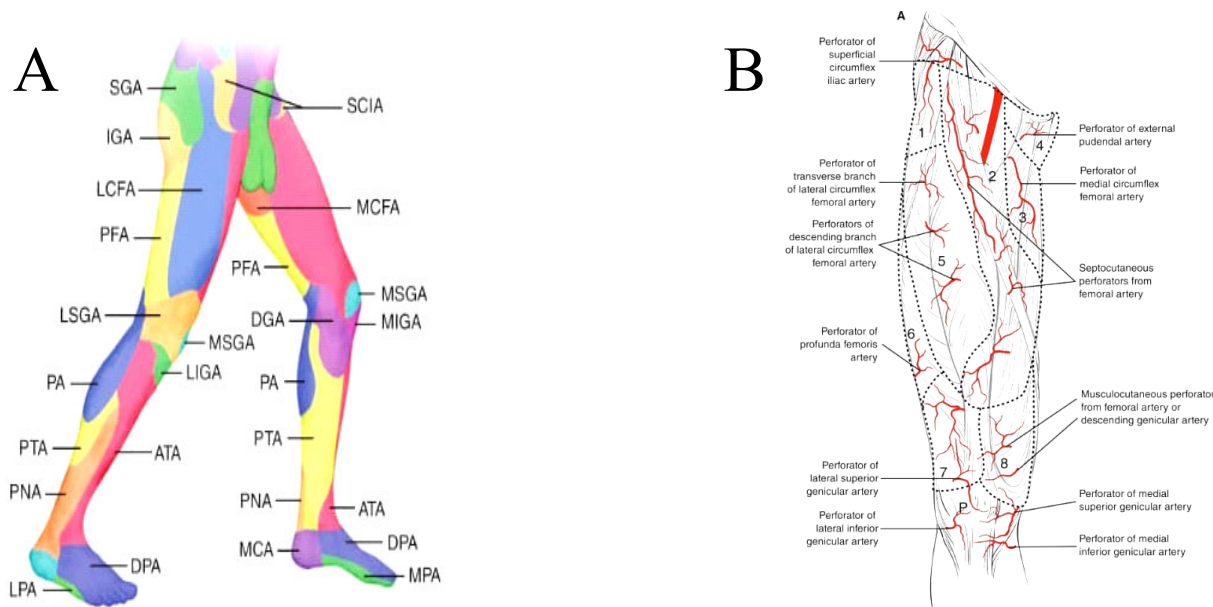 A
SGA
IGA
LCFA
PFA
LSGA
PA
PTA
PNA
LPA
DPA
ATA
LIGA
MSGA
SCIA
MCFA
PFA
DGA
PA
PTA
PNA
MCA
MSGA
MIGA
ATA
DPA
MPA
B
A
Perforator of
superficial
circumflex
iliac artery
Perforator of
transverse branch
of lateral circumflex
femoral artery
Perforators of
descending branch
of lateral circumflex
femoral artery
Perforator of
profunda femoris
artery
Perforator of
lateral superior
genicular artery
Perforator of
lateral inferior
genicular artery
1
2
3
4
5
6
7
8
P
Perforator of external
pudendal artery
Perforator of
medial circumflex
femoral artery
Septocutaneous
perforators from
femoral artery
Musculocutaneous perforator
from femoral artery or
descending genicular artery
Perforator of medial
superior genicular artery
Perforator of medial
inferior genicular artery